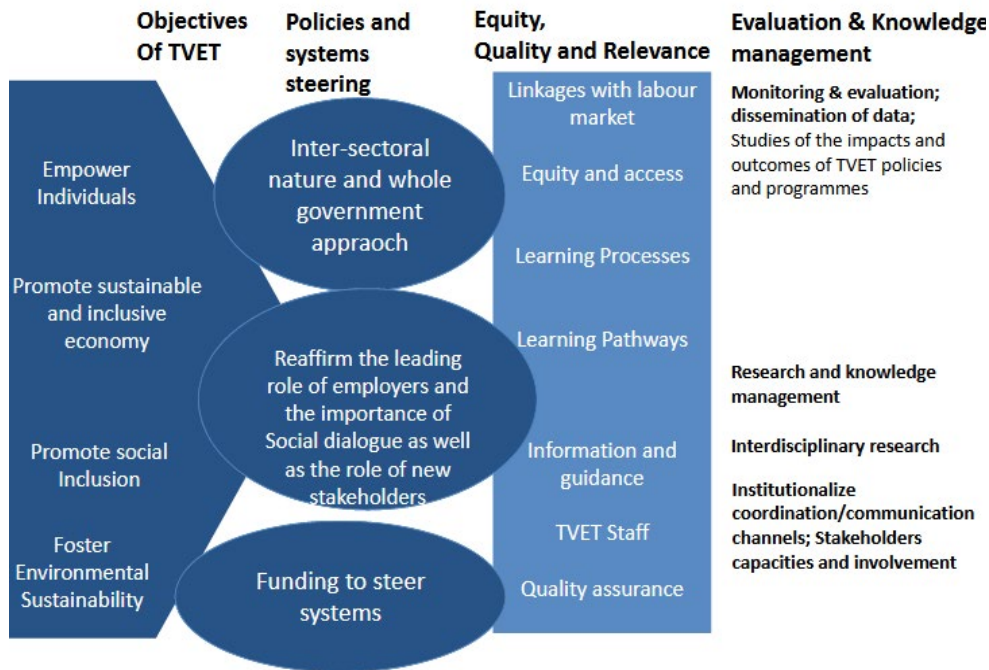 Objectives
Of TVET
Policies and
systems
steering
Equity,
Quality and Relevance
Evaluation & Knowledge
management
Empower
Individuals
Promote sustainable
and inclusive
economy
Promote social
Inclusion
Foster
Environmental
Sustainability
Inter-sectoral
nature and whole
government
appraoch
Reaffirm the leading
role of employers and
the importance of
Social dialogue as well
as the role of new
stakeholders
Funding to steer
systems
Linkages with labour
market
Equity and access
Learning Processes
Learning Pathways
Information and
guidance
TVET Staff
Quality assurance
Monitoring & evaluation;
dissemination of data;
Studies of the impacts and
outcomes of TVET policies
and programmes
Research and knowledge
management
Interdisciplinary research
Institutionalize
coordination/communication
channels; Stakeholders
capacities and involvement